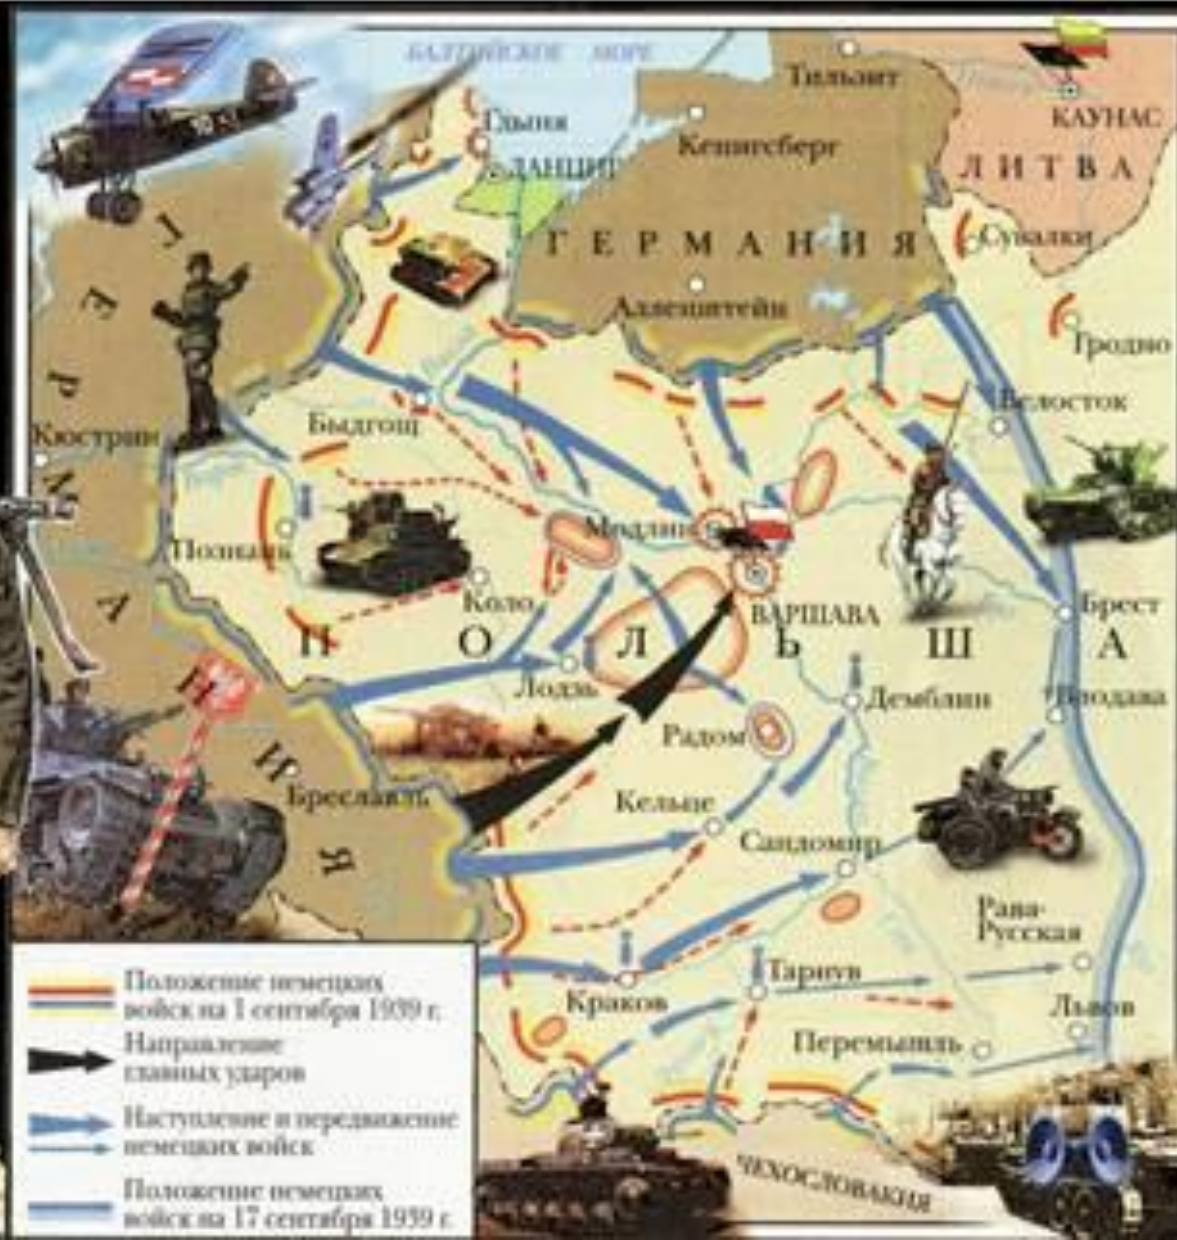 БАЛТИЙСКОЕ МОРЕ
Тильзит
Гдыня
КАУНАС
Кенигсберг
ДАНЦИГ
ЛИТВА
ГЕРМАНИЯ
Сувалки
Алленштейн
Гродно
Белосток
Быдгощ
Кюстрин
Модлин
Познань
Коло
ВАРШАВА
Брест
ПОЛЬША
Лодзь
Демблин
Влодава
Радом
ГЕРМАНИЯ
Бреславль
Кельце
Сандомир
Рава-
Русская
Тарнув
Краков
Львов
Перемышль
ЧЕХОСЛОВАКИЯ
Положение немецких
войск на 1 сентября 1939 г.
Направление
главных ударов
Наступление и передвижение
немецких войск
Положение немецких
войск на 17 сентября 1939 г.